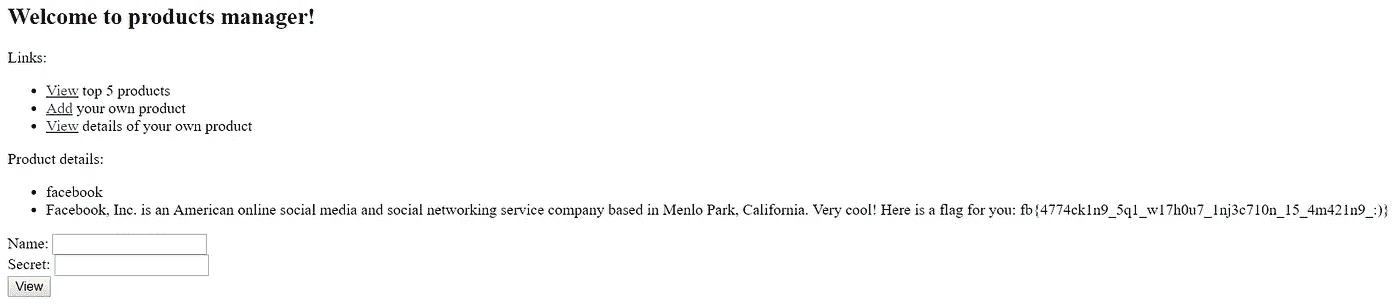 Welcome to products manager!
Links:
View top 5 products
Add your own product
View details of your own product
Product details:
facebook
Facebook, Inc. is an American online social media and social networking service company based in Menlo Park, California. Very cool! Here is a flag for you: fb{4774ck1n9_5q1_w17h0u7_1nj3c710n_15_4m421n9_:)}
Name:
Secret:
View